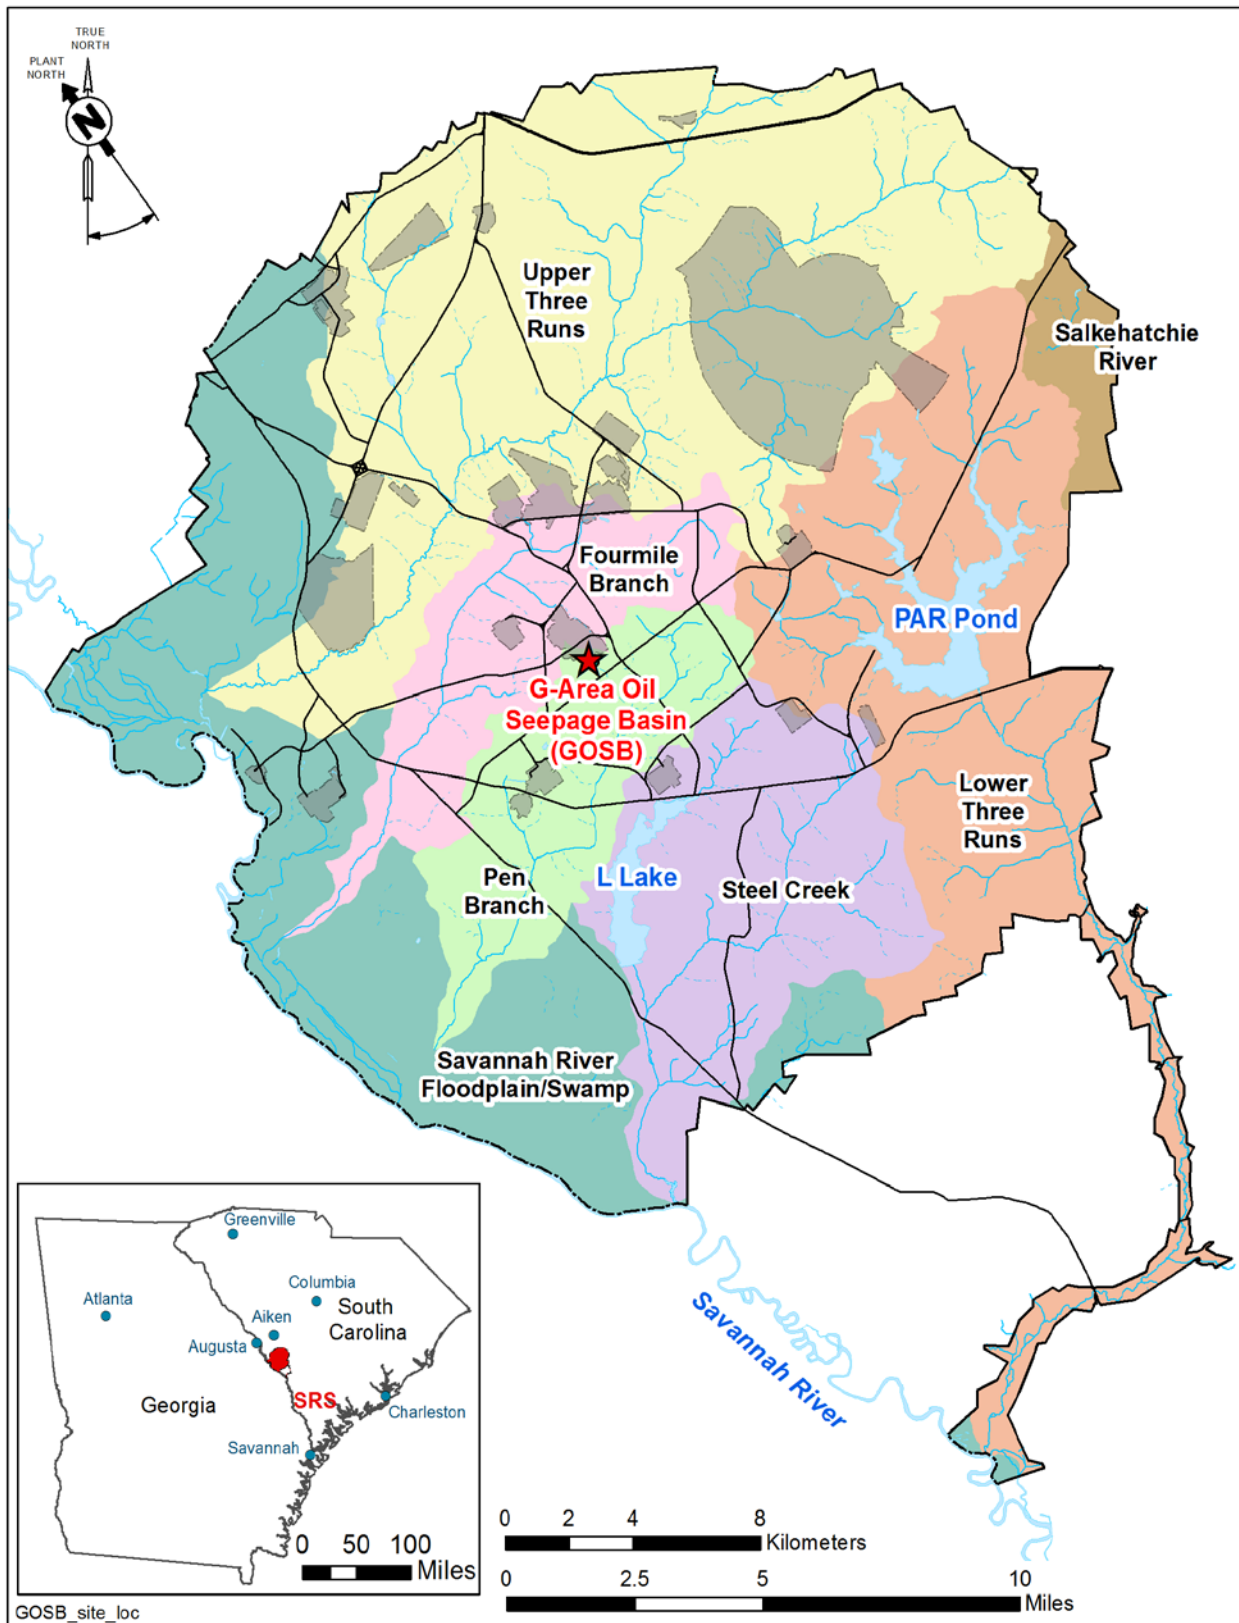 TRUE
NORTH
PLANT
NORTH
N
Upper
Three
Runs
Salkehatchie
River
Fourmile
Branch
PAR Pond
G-Area Oil
Seepage Basin
(GOSB)
Lower
Three
Runs
Pen
Branch
L Lake
Steel Creek
Savannah River
Floodplain/Swamp
Savannah River
Greenville
Columbia
Atlanta
Aiken
South
Carolina
Augusta
Georgia
SRS
Charleston
Savannah
0 50 100
Miles
0 2 4 8
Kilometers
0 2.5 5 10
Miles
GOSB_site_loc